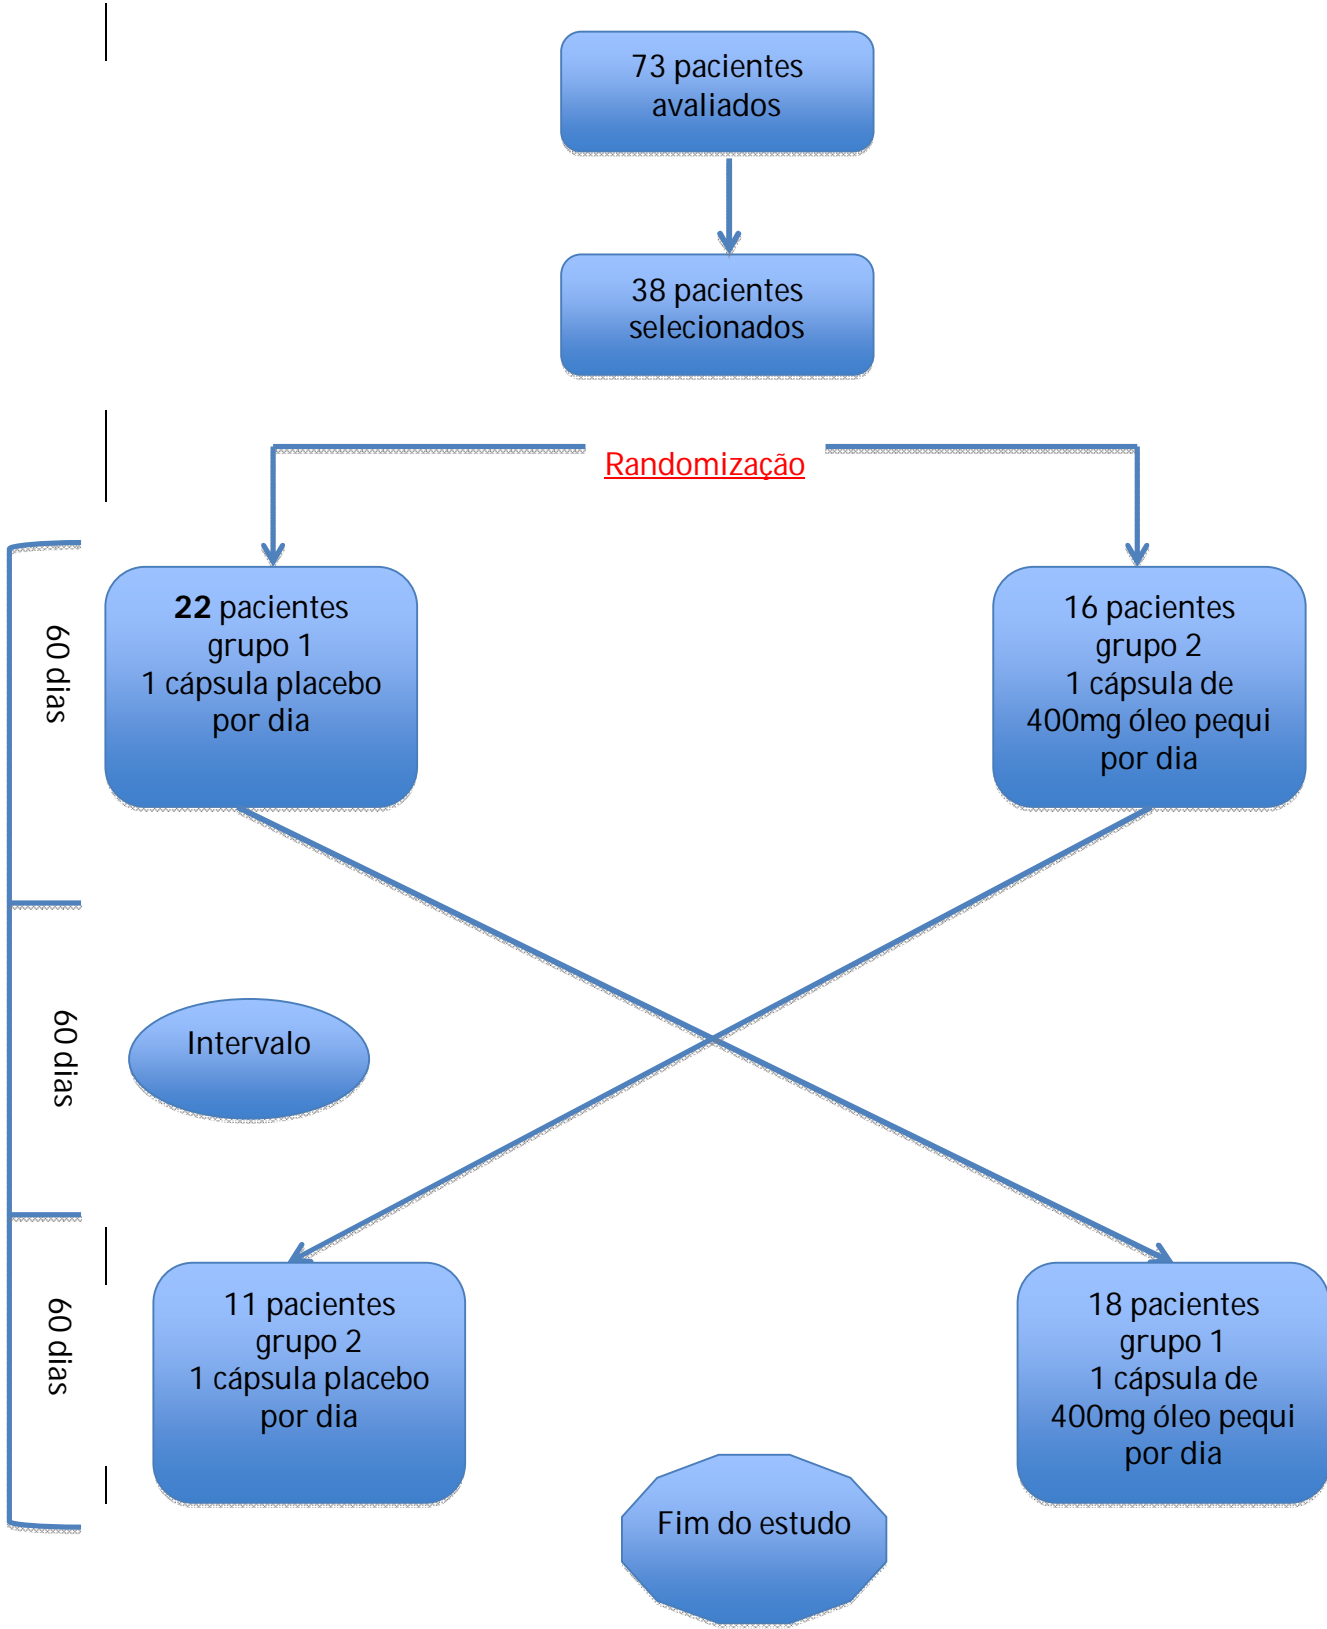 73 pacientes
avaliados
38 pacientes
selecionados
Randomização
60 dias
22 pacientes
grupo 1
1 cápsula placebo
por dia
16 pacientes
grupo 2
1 cápsula de
400mg óleo pequi
por dia
60 dias
Intervalo
60 dias
11 pacientes
grupo 2
1 cápsula placebo
por dia
18 pacientes
grupo 1
1 cápsula de
400mg óleo pequi
por dia
Fim do estudo